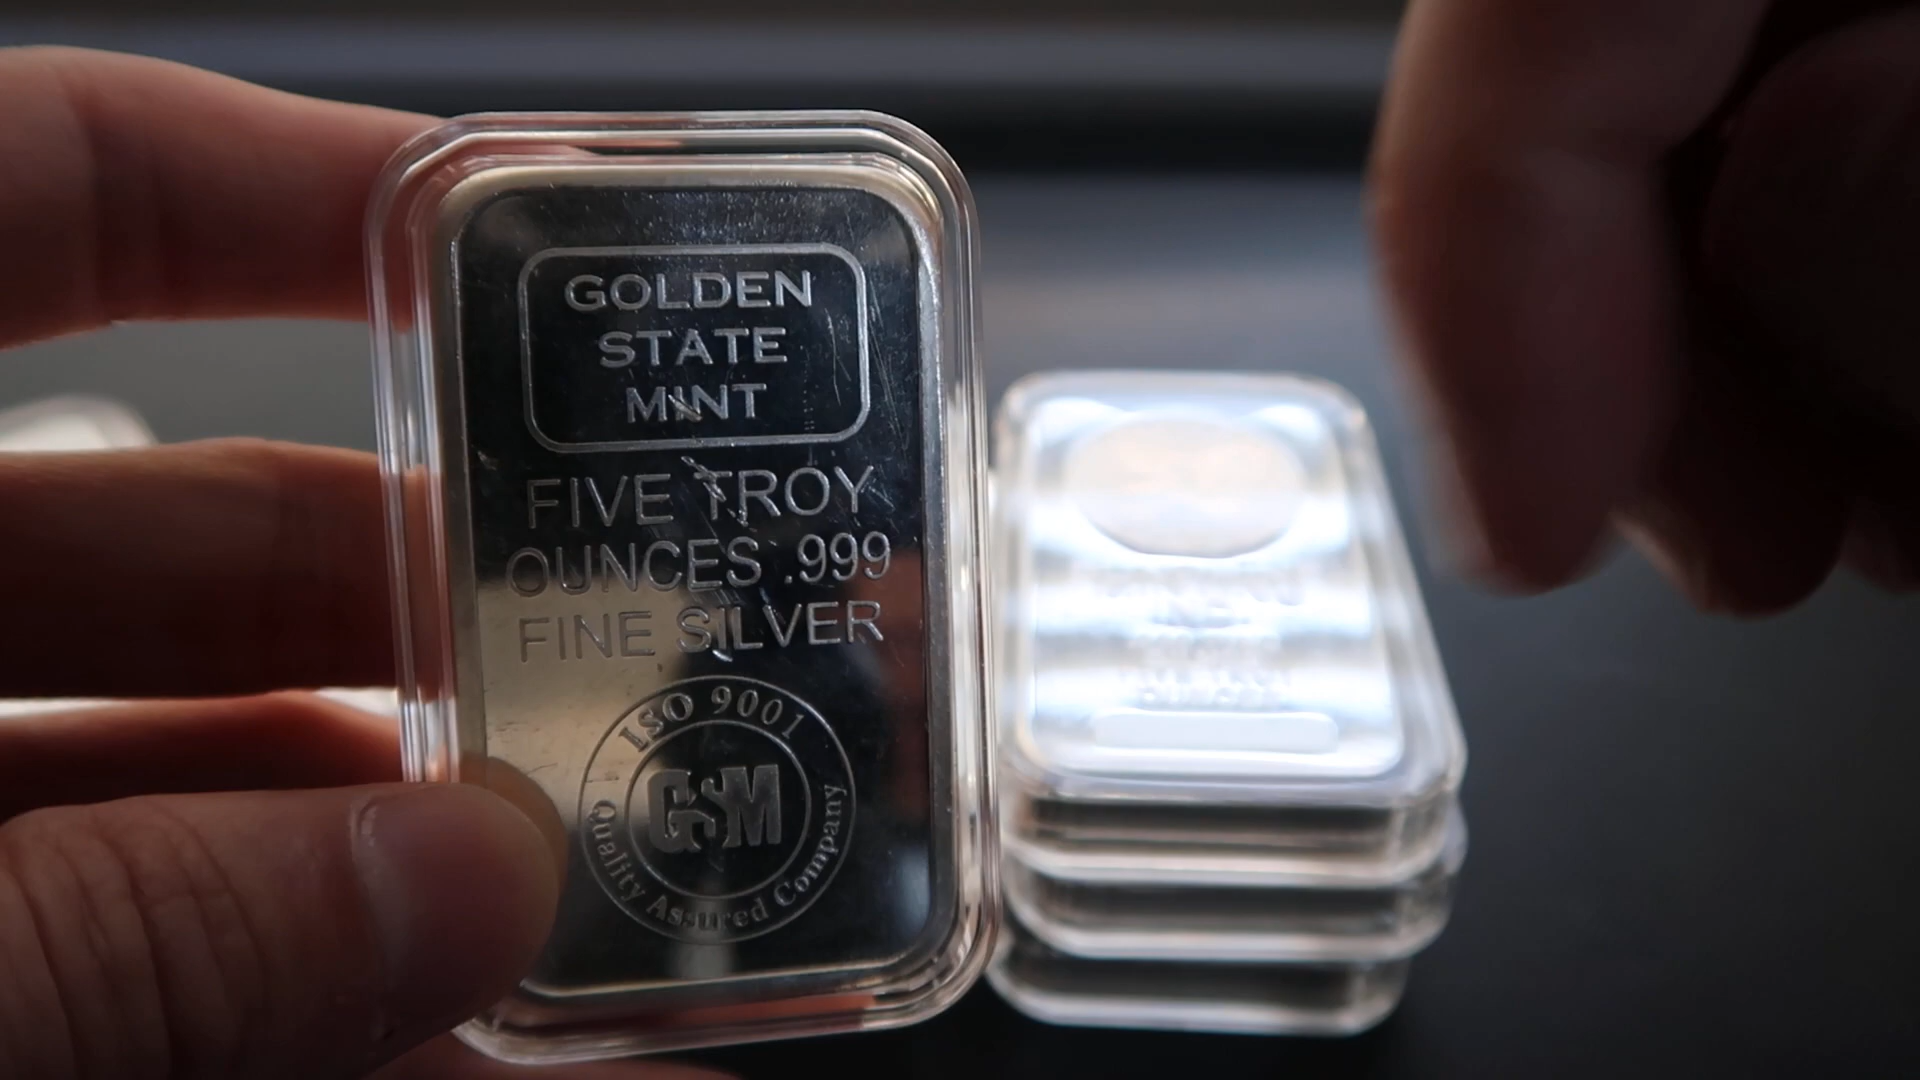 GOLDEN
STATE
MINT
FIVE TROY
OUNCES .999
FINE SILVER
ISO 9001
GSM
Quality Assured Company